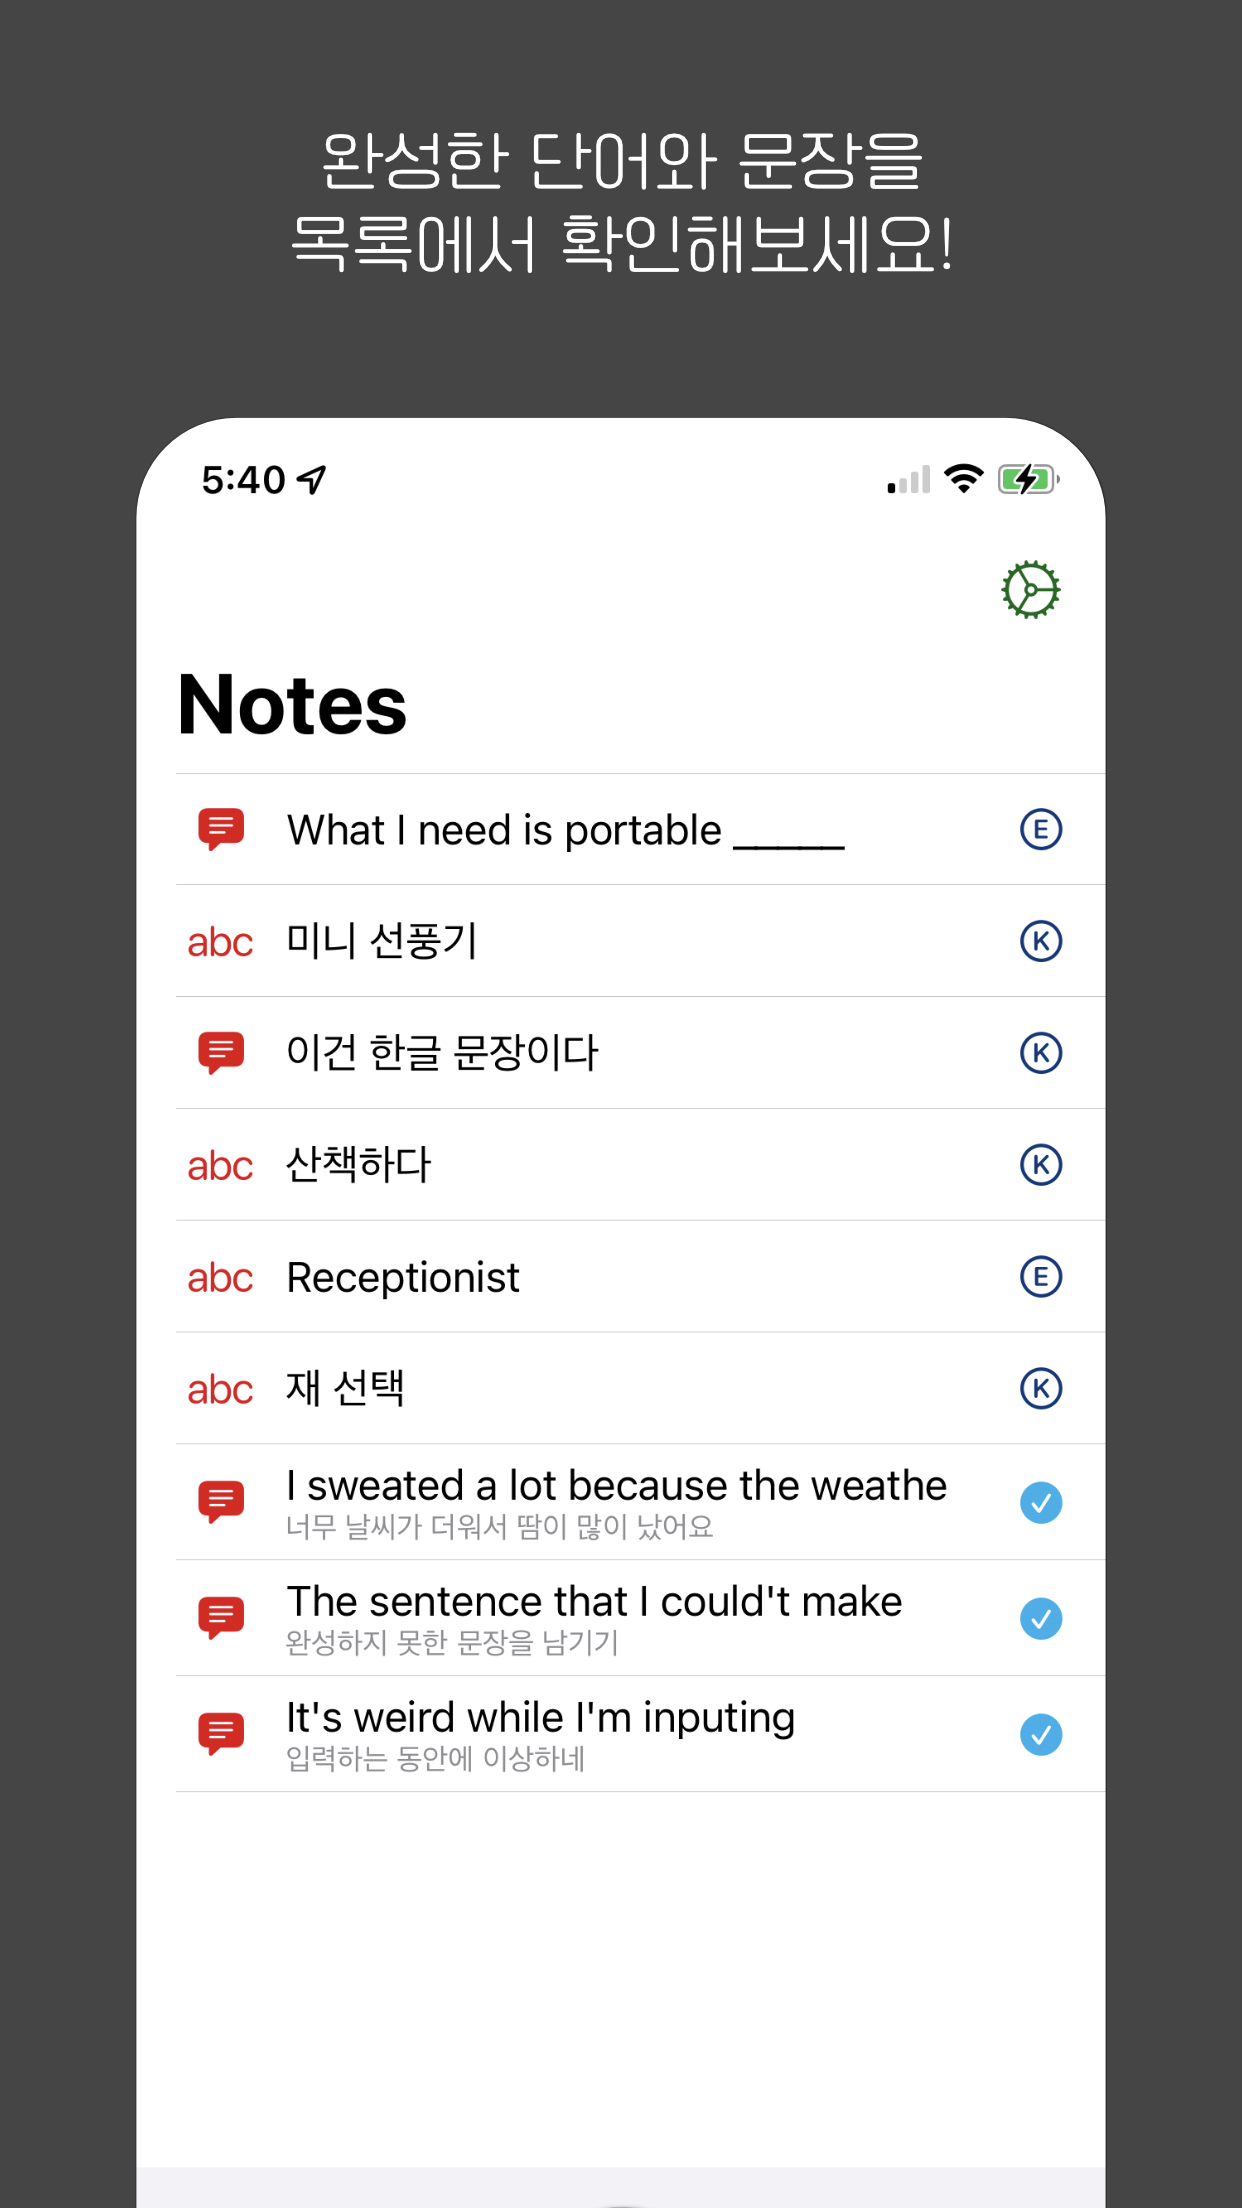 완성한 단어와 문장을
목록에서 확인해보세요!
5:40
Notes
What I need is portable _____
E
abc 미니 선풍기
K
이건 한글 문장이다
K
abc 산책하다
K
abc Receptionist
E
abc 재 선택
K
I sweated a lot because the weathe
너무 날씨가 더워서 땀이 많이 났어요
The sentence that I could't make
완성하지 못한 문장을 남기기
It's weird while I'm inputing
입력하는 동안에 이상하네